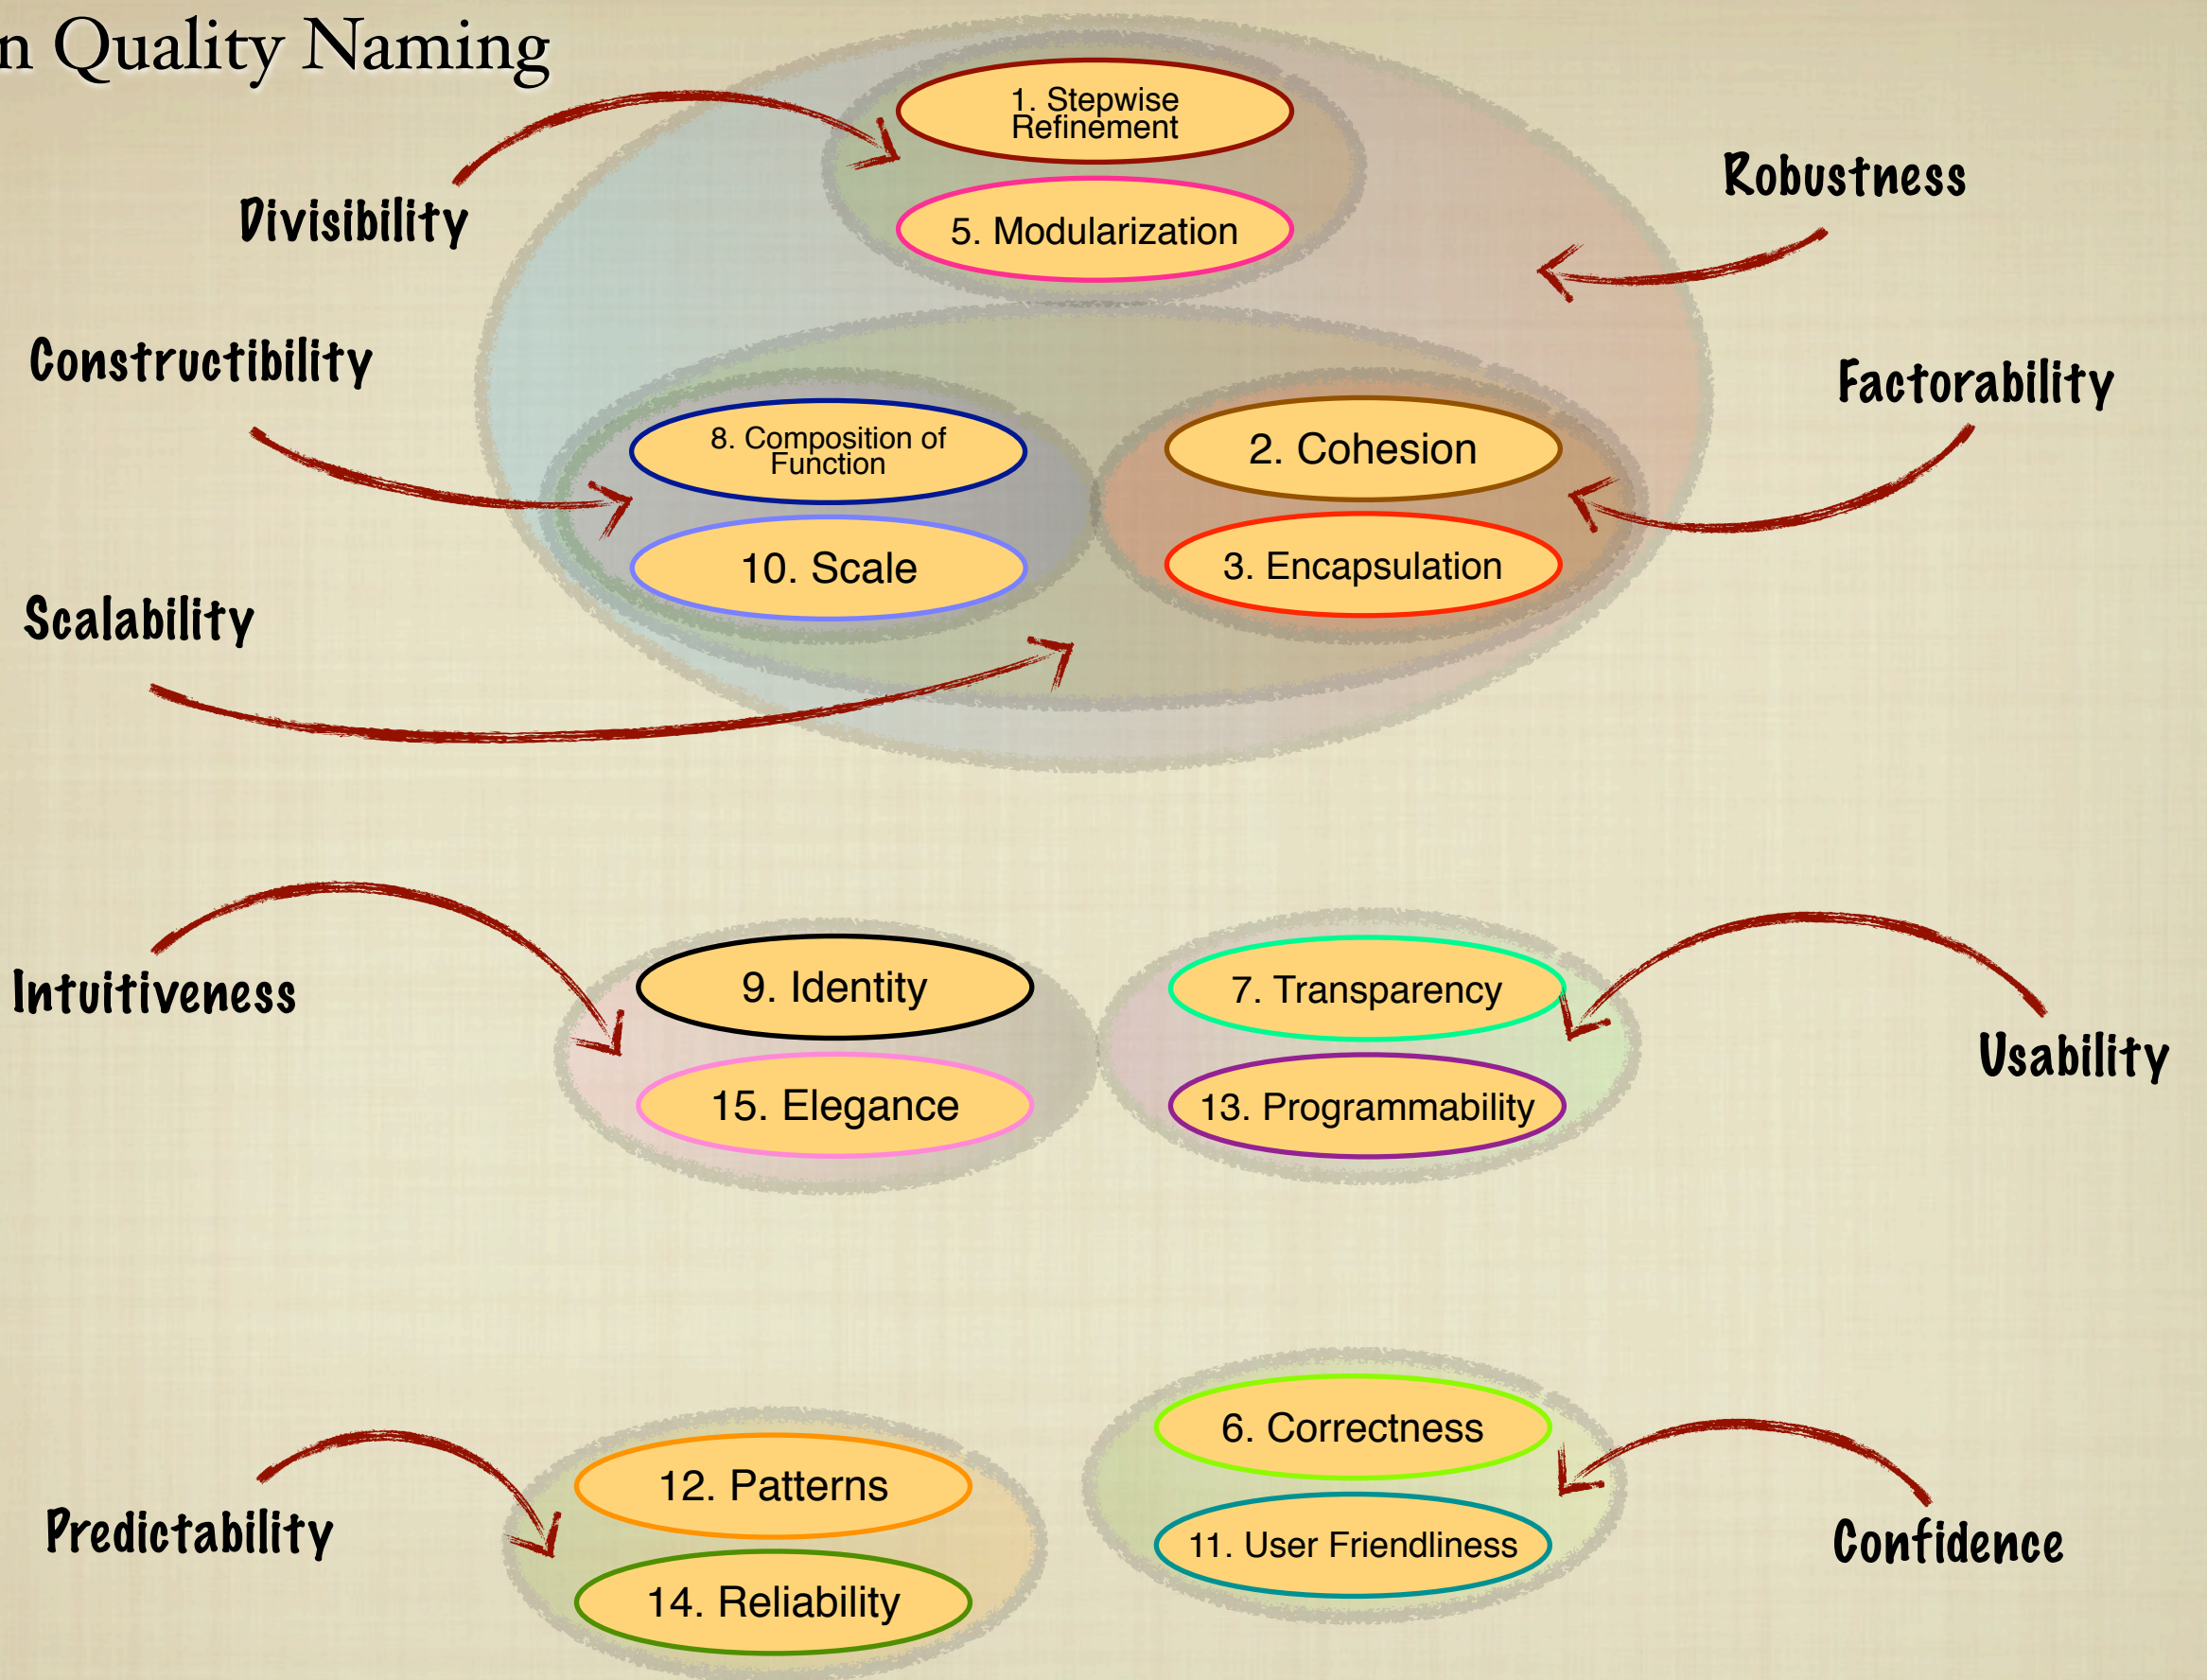 n Quality Naming
1. Stepwise
Refinement
5. Modularization
Divisibility
Robustness
Constructibility
Factorability
8. Composition of
Function
2. Cohesion
10. Scale
3. Encapsulation
Scalability
9. Identity
7. Transparency
Intuitiveness
15. Elegance
13. Programmability
Usability
6. Correctness
12. Patterns
11. User Friendliness
Predictability
Confidence
14. Reliability